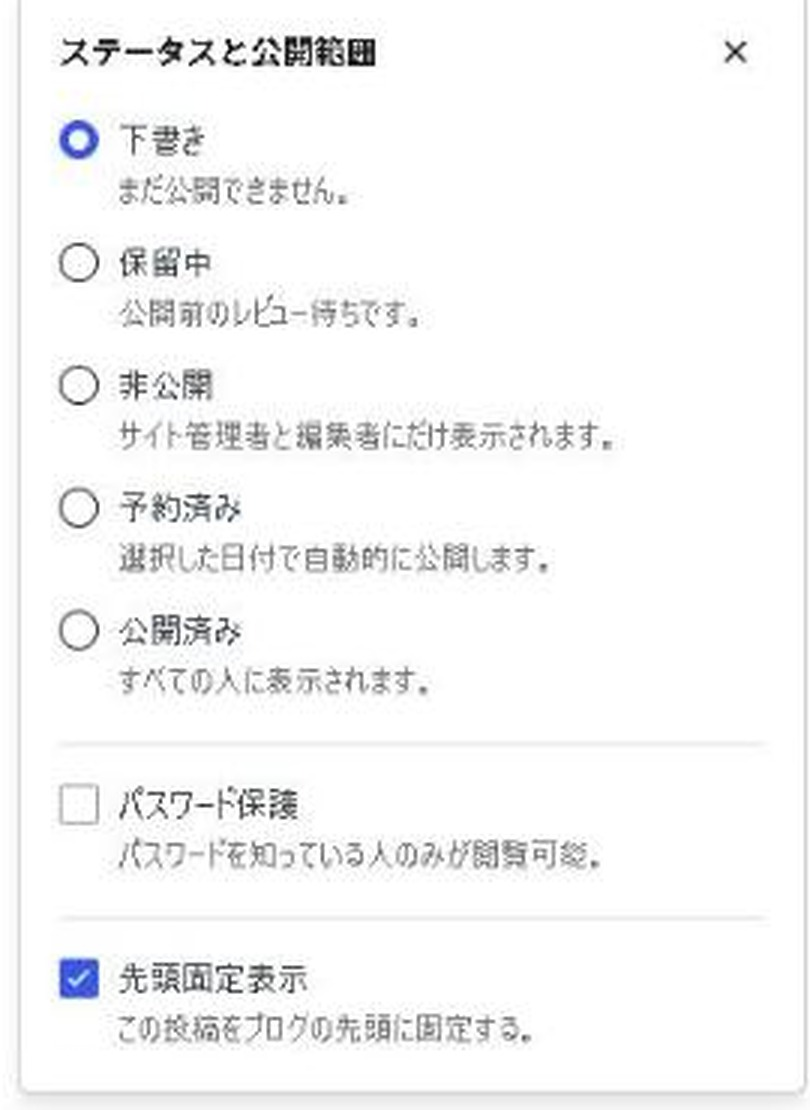 ステータスと公開範囲
下書き
まだ公開できません。
保留中
公開前のレビュー待ちです。
非公開
サイト管理者と編集者にだけ表示されます。
予約済み
選択した日付で自動的に公開します。
公開済み
すべての人に表示されます。
パスワード保護
パスワードを知っている人のみが閲覧可能。
先頭固定表示
この投稿をブログの先頭に固定する。